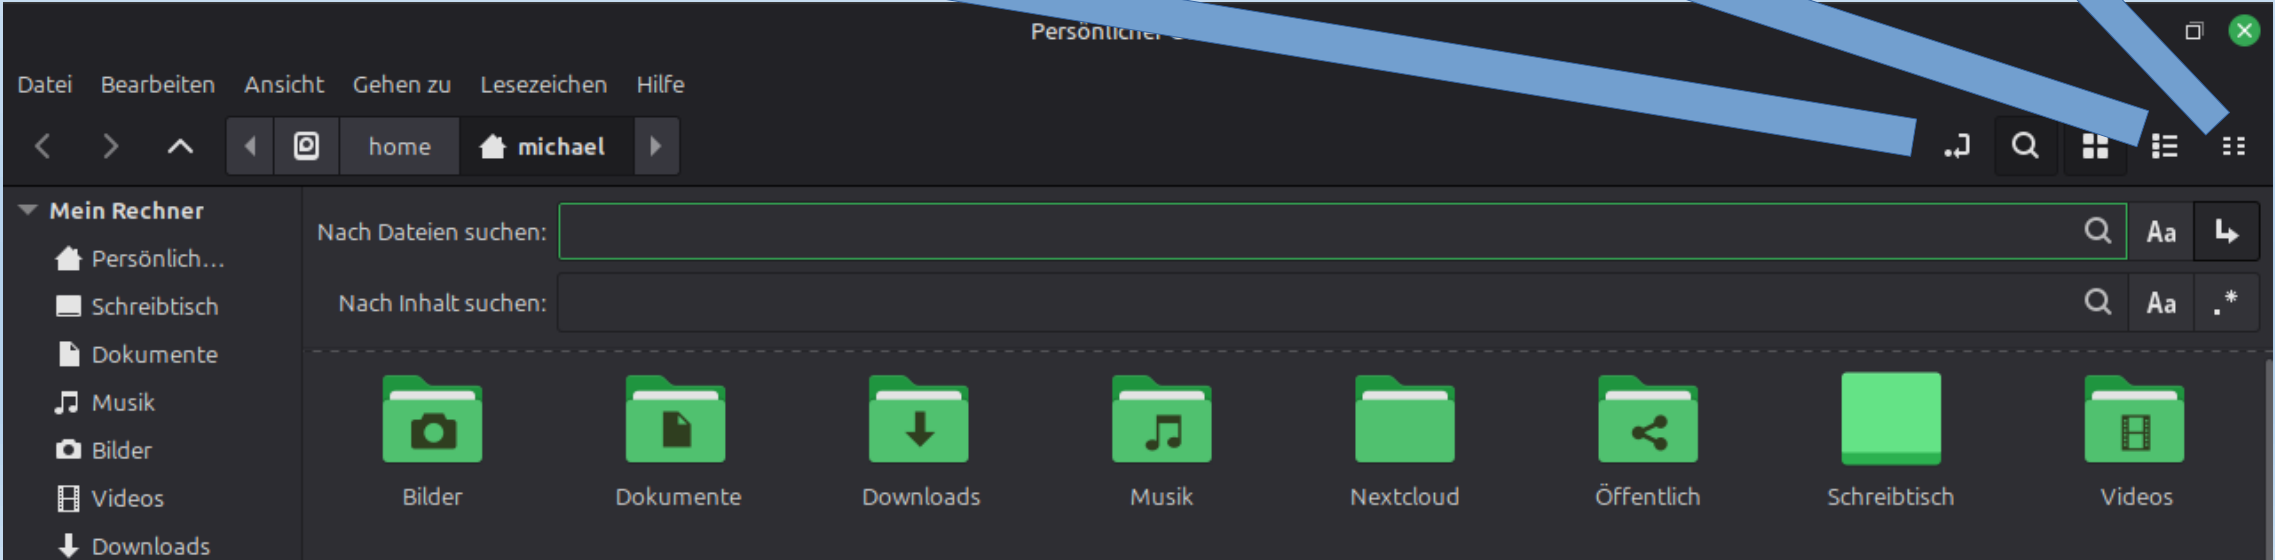 Persönlicher
Datei Bearbeiten Ansicht Gehen zu Lesezeichen Hilfe
home michael
Mein Rechner
Persönlich...
Schreibtisch
Dokumente
Musik
Bilder
Videos
Downloads
Nach Dateien suchen:
Aa
Nach Inhalt suchen:
Aa .*
Bilder Dokumente Downloads Musik Nextcloud Öffentlich Schreibtisch Videos